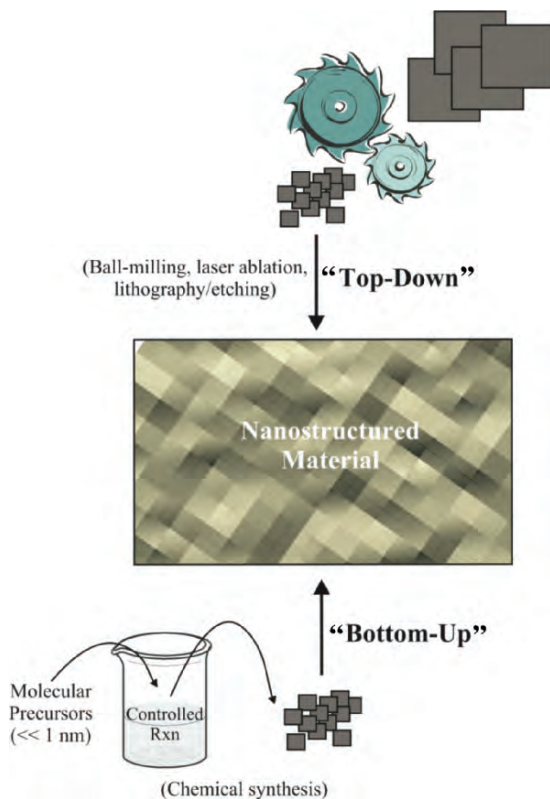 (Ball-milling, laser ablation,
lithography/etching)
“Top-Down”
Nanostructured
Material
“Bottom-Up”
Molecular
Precursors
(<< 1 nm)
Controlled
Rxn
(Chemical synthesis)